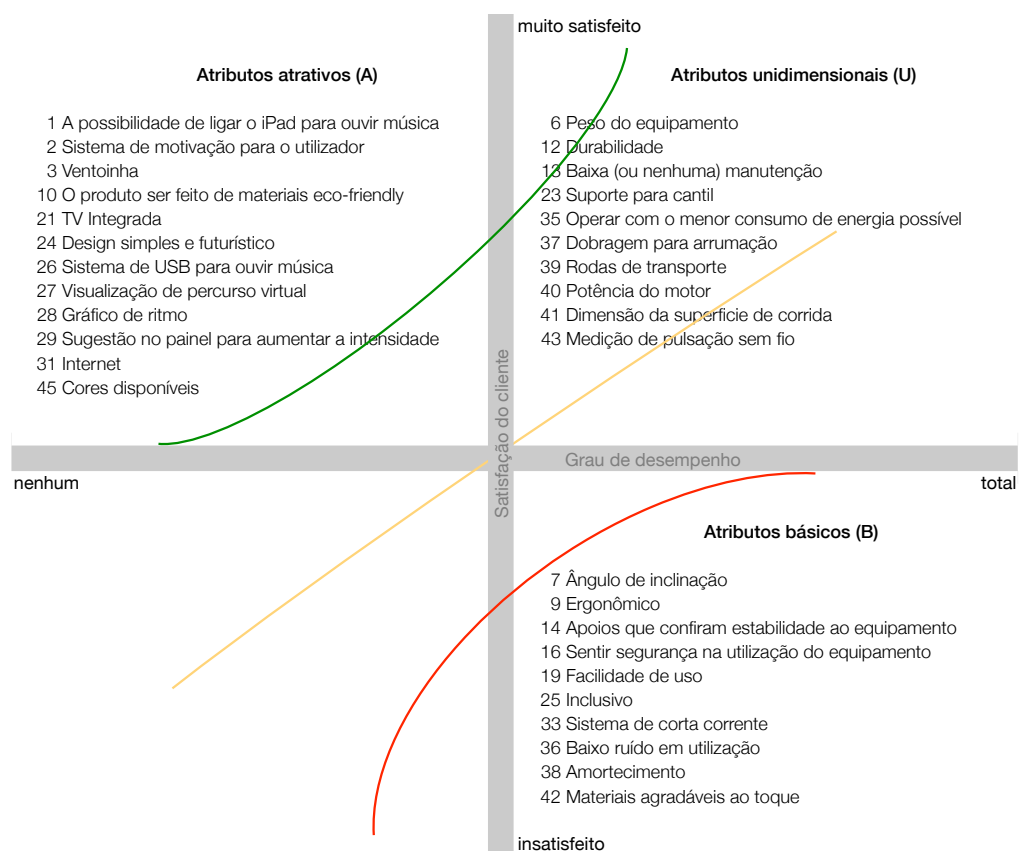 muito satisfeito
Atributos atrativos (A)
1 A possibilidade de ligar o iPad para ouvir música
2 Sistema de motivação para o utilizador
3 Ventoinha
10 O produto ser feito de materiais eco-friendly
21 TV Integrada
24 Design simples e futurístico
26 Sistema de USB para ouvir música
27 Visualização de percurso virtual
28 Gráfico de ritmo
29 Sugestão no painel para aumentar a intensidade
31 Internet
45 Cores disponíveis
Atributos unidimensionais (U)
6 Peso do equipamento
12 Durabilidade
13 Baixa (ou nenhuma) manutenção
23 Suporte para cantil
35 Operar com o menor consumo de energia possível
37 Dobragem para arrumação
39 Rodas de transporte
40 Potência do motor
41 Dimensão da superfície de corrida
43 Medição de pulsação sem fio
Satisfação do cliente
Grau de desempenho
nenhum
total
Atributos básicos (B)
7 Ângulo de inclinação
9 Ergonômico
14 Apoios que confiram estabilidade ao equipamento
16 Sentir segurança na utilização do equipamento
19 Facilidade de uso
25 Inclusivo
33 Sistema de corta corrente
36 Baixo ruído em utilização
38 Amortecimento
42 Materiais agradáveis ao toque
insatisfeito